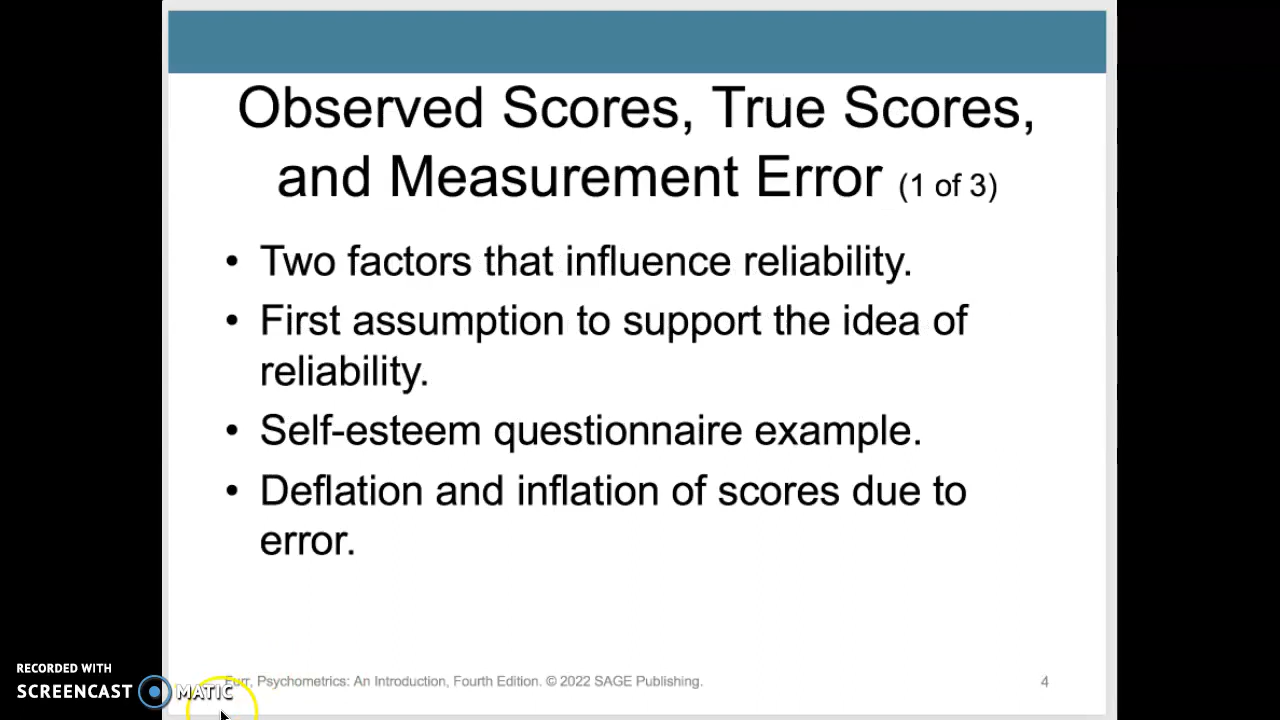 Observed Scores, True Scores,
and Measurement Error (1 of 3)
• Two factors that influence reliability.
• First assumption to support the idea of
reliability.
• Self-esteem questionnaire example.
• Deflation and inflation of scores due to
error.
RECORDED WITH
SCREENCAST MATIC
Furr, Psychometrics: An Introduction, Fourth Edition. © 2022 SAGE Publishing.
4